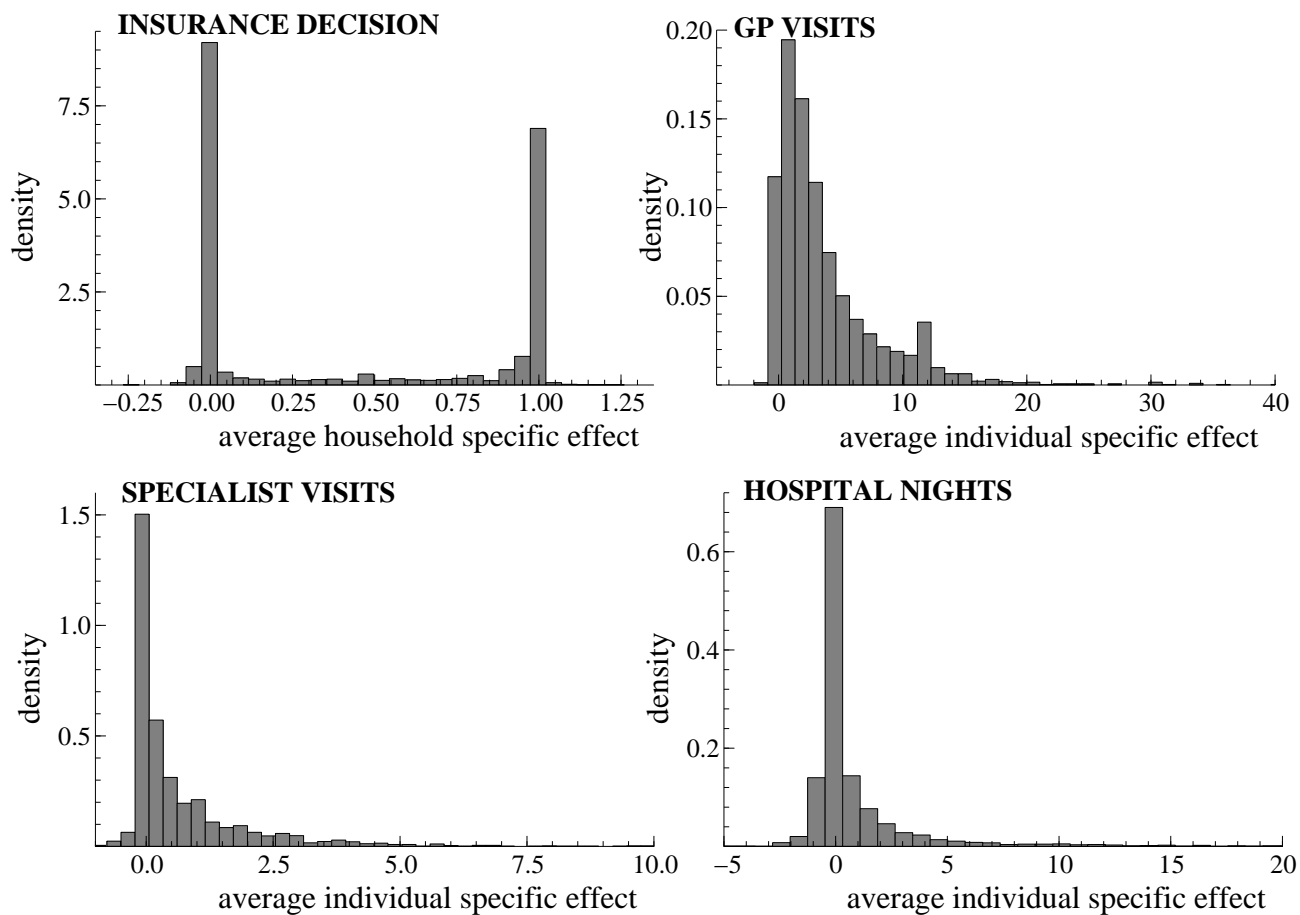 INSURANCE DECISION
7.5
5.0
2.5
density
−0.25 0.00 0.25 0.50 0.75 1.00 1.25
average household specific effect
GP VISITS
0.20
0.15
0.10
0.05
density
0 10 20 30 40
average individual specific effect
SPECIALIST VISITS
1.5
1.0
0.5
density
0.0 2.5 5.0 7.5 10.0
average individual specific effect
HOSPITAL NIGHTS
0.6
0.4
0.2
density
−5 0 5 10 15 20
average individual specific effect